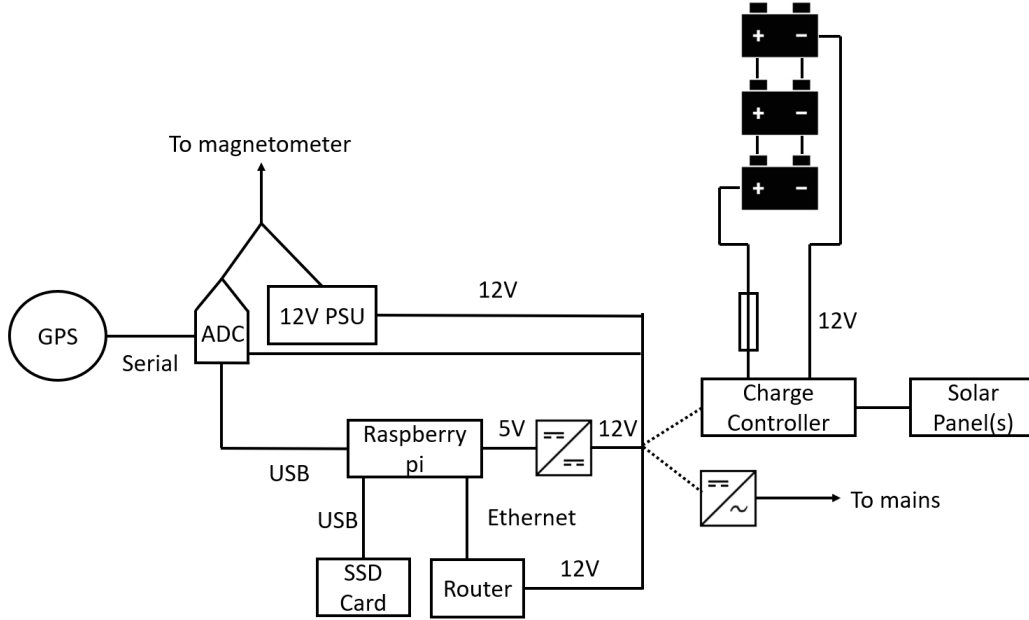 + −
+ −
+ −
To magnetometer
12V
12V PSU
GPS
ADC
12V
Serial
Charge
Controller
Solar
Panel(s)
Raspberry
pi
5V
12V
USB
To mains
USB
Ethernet
SSD
Card
Router
12V